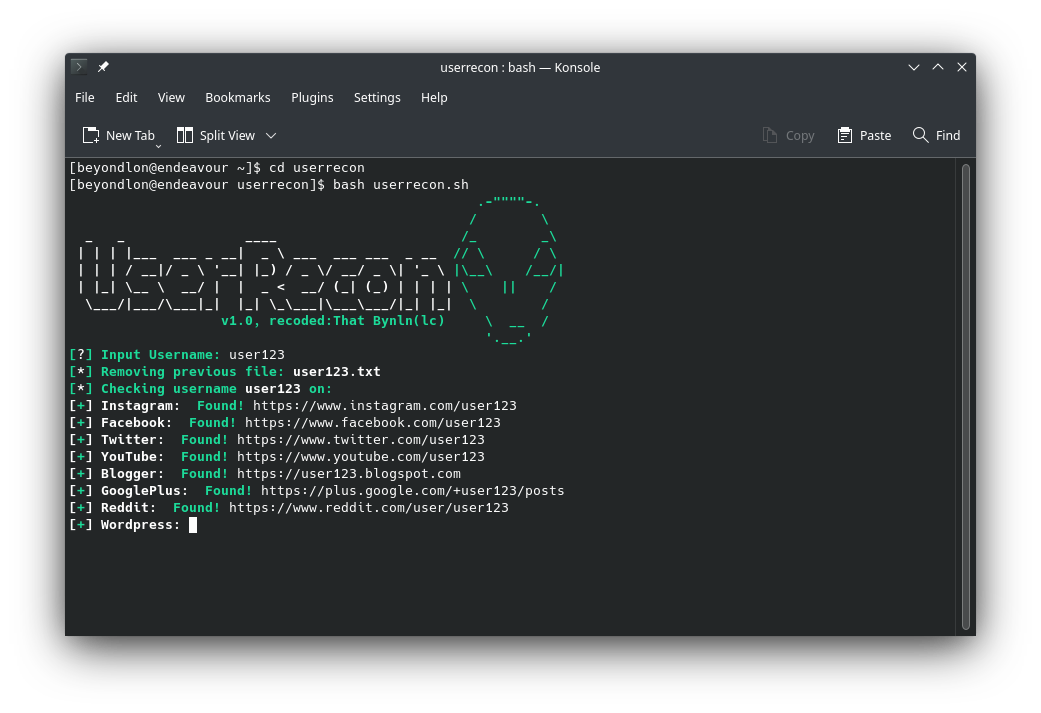 userrecon : bash — Konsole
File Edit View Bookmarks Plugins Settings Help
New Tab Split View Copy Paste Find
[beyondlon@endeavour ~]$ cd userrecon
[beyondlon@endeavour userrecon]$ bash userrecon.sh
UserRecon
v1.0, recoded:That Bynln(lc)
[?] Input Username: user123
[*] Removing previous file: user123.txt
[*] Checking username user123 on:
[+] Instagram: Found! https://www.instagram.com/user123
[+] Facebook: Found! https://www.facebook.com/user123
[+] Twitter: Found! https://www.twitter.com/user123
[+] YouTube: Found! https://www.youtube.com/user123
[+] Blogger: Found! https://user123.blogspot.com
[+] GooglePlus: Found! https://plus.google.com/+user123/posts
[+] Reddit: Found! https://www.reddit.com/user/user123
[+] Wordpress: